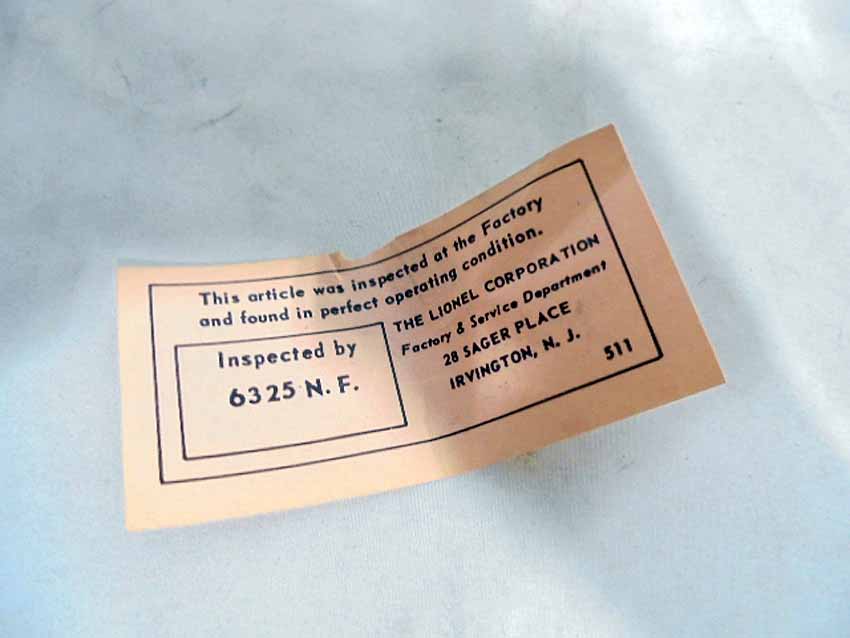 This article was inspected at the Factory
and found in perfect operating condition.
Inspected by
6325 N. F.
THE LIONEL CORPORATION
Factory & Service Department
28 SAGER PLACE
IRVINGTON, N. J.
511